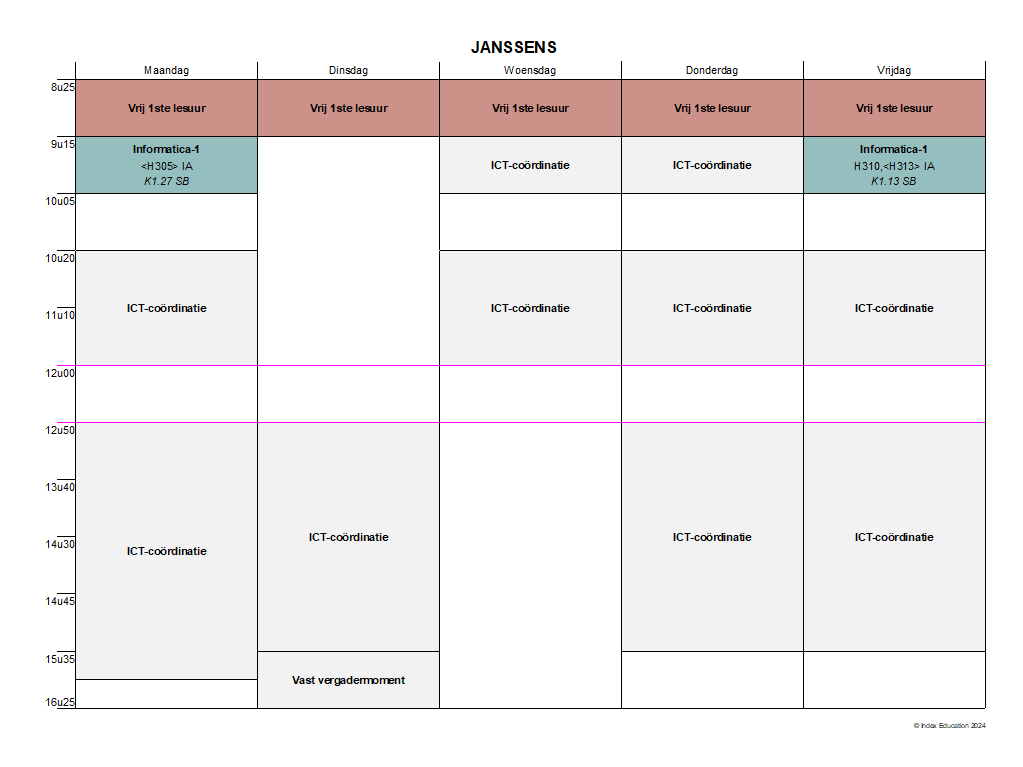 JANSSENS
Maandag Dinsdag Woensdag Donderdag Vrijdag
8u25
Vrij 1ste lesuur Vrij 1ste lesuur Vrij 1ste lesuur Vrij 1ste lesuur Vrij 1ste lesuur
9u15
Informatica-1 Informatica-1
<H305> IA ICT-coördinatie ICT-coördinatie H310,<H313> IA
K1.27 SB K1.13 SB
10u05
10u20
ICT-coördinatie ICT-coördinatie ICT-coördinatie ICT-coördinatie
11u10
12u00
12u50
13u40
ICT-coördinatie ICT-coördinatie ICT-coördinatie
14u30
ICT-coördinatie
14u45
15u35
Vast vergadermoment
16u25
© Index Education 2024